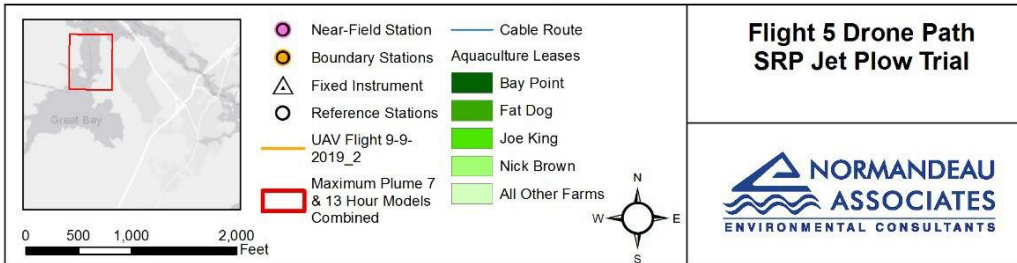 Great Bay
0 500 1,000 2,000
Feet
Near-Field Station
Boundary Stations
Fixed Instrument
Reference Stations
UAV Flight 9-9-
2019_2
Maximum Plume 7
& 13 Hour Models
Combined
Cable Route
Aquaculture Leases
Bay Point
Fat Dog
Joe King
Nick Brown
All Other Farms
N
W E
S
Flight 5 Drone Path
SRP Jet Plow Trial
NORMANDEAU
ASSOCIATES
ENVIRONMENTAL CONSULTANTS